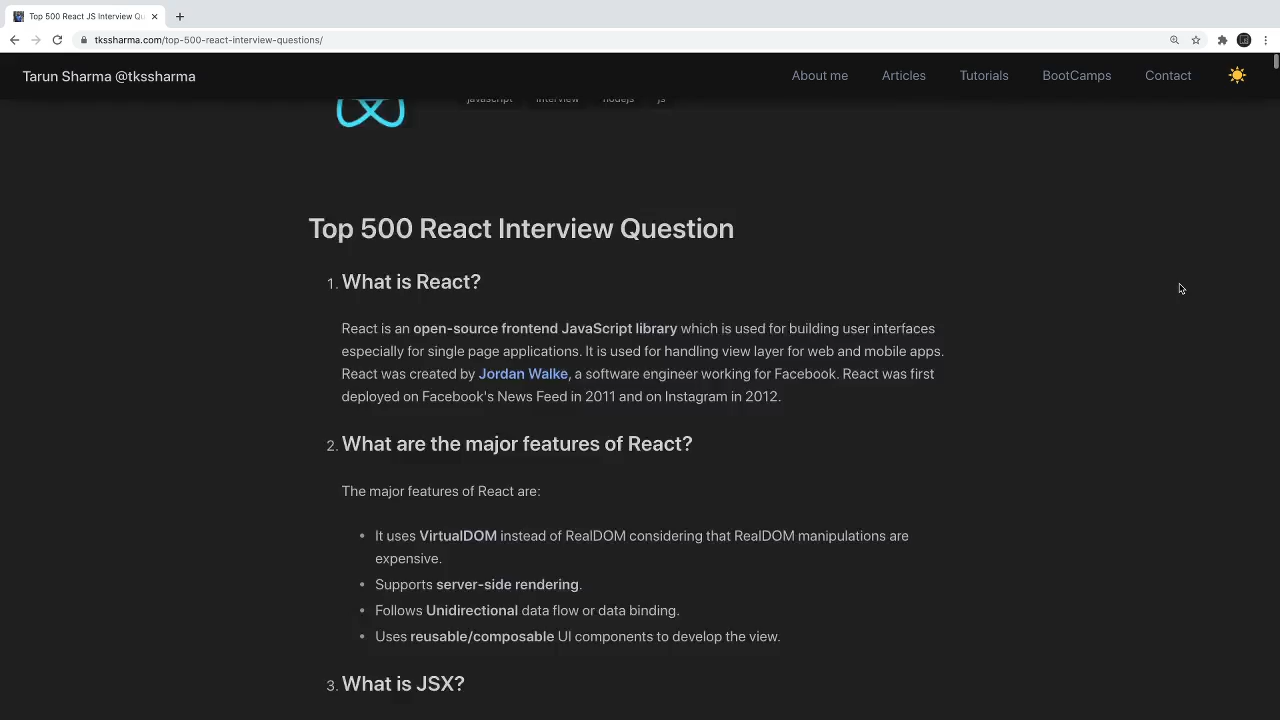 Top 500 React JS Interview Qu
tkssharma.com/top-500-react-interview-questions/
Tarun Sharma @tkssharma
About me
Articles
Tutorials
BootCamps
Contact
javascript interview nodejs js
Top 500 React Interview Question
1. What is React?
React is an open-source frontend JavaScript library which is used for building user interfaces
especially for single page applications. It is used for handling view layer for web and mobile apps.
React was created by Jordan Walke, a software engineer working for Facebook. React was first
deployed on Facebook's News Feed in 2011 and on Instagram in 2012.
2. What are the major features of React?
The major features of React are:
• It uses VirtualDOM instead of RealDOM considering that RealDOM manipulations are
expensive.
• Supports server-side rendering.
• Follows Unidirectional data flow or data binding.
• Uses reusable/composable UI components to develop the view.
3. What is JSX?